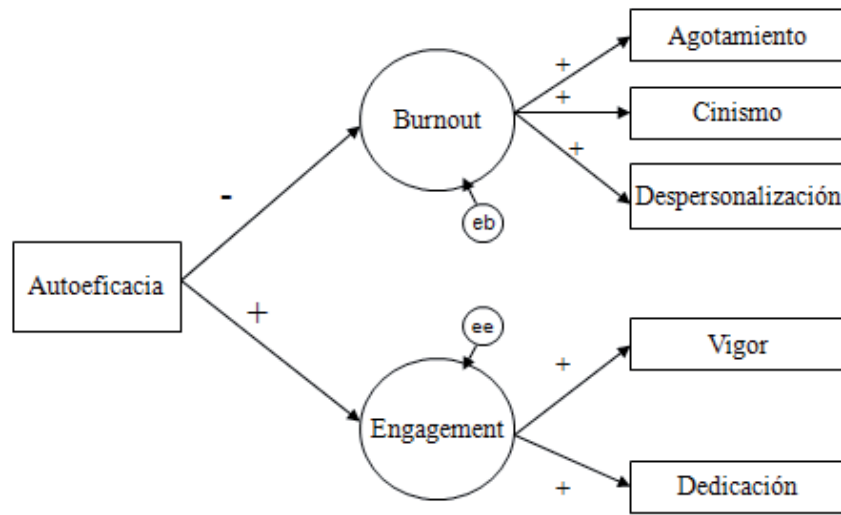 Agotamiento
+
+
Burnout
Cinismo
+
Despersonalización
-
eb
Autoeficacia
+
ee
Vigor
+
Engagement
Dedicación
+